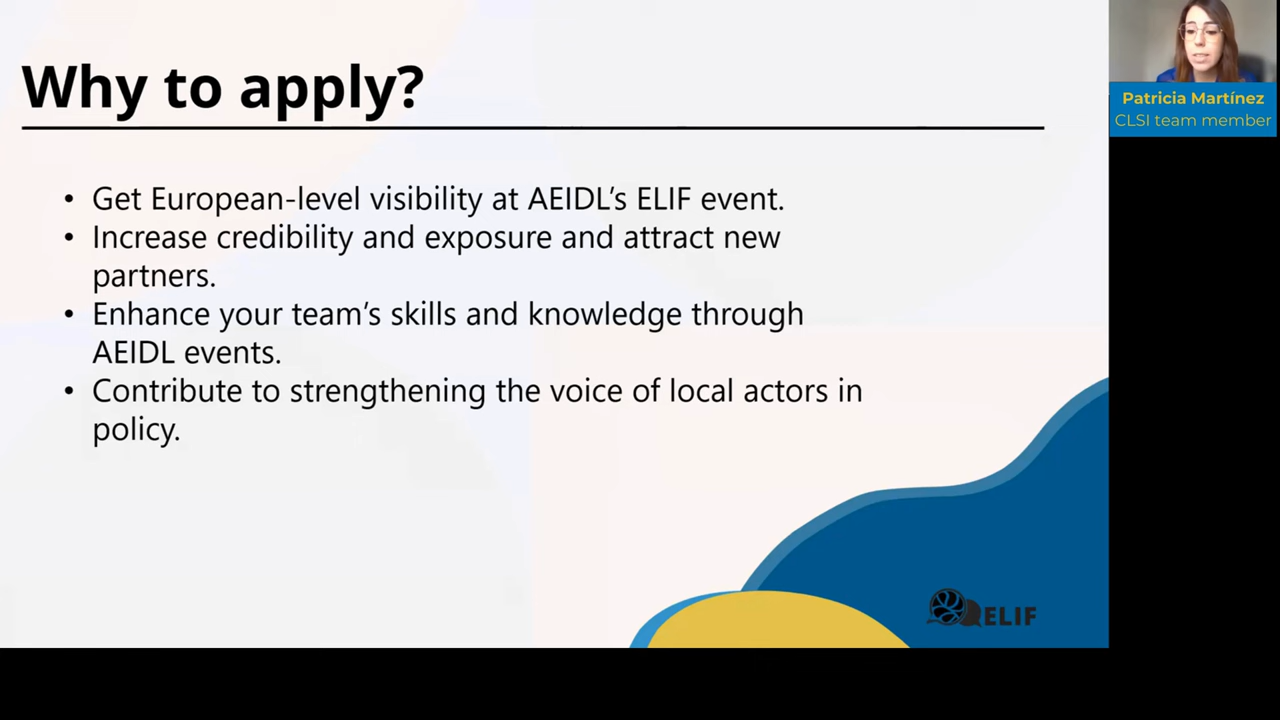 Why to apply?
• Get European-level visibility at AEIDL’s ELIF event.
• Increase credibility and exposure and attract new
partners.
• Enhance your team’s skills and knowledge through
AEIDL events.
• Contribute to strengthening the voice of local actors in
policy.
ELIF
Patricia Martínez
CLSI team member